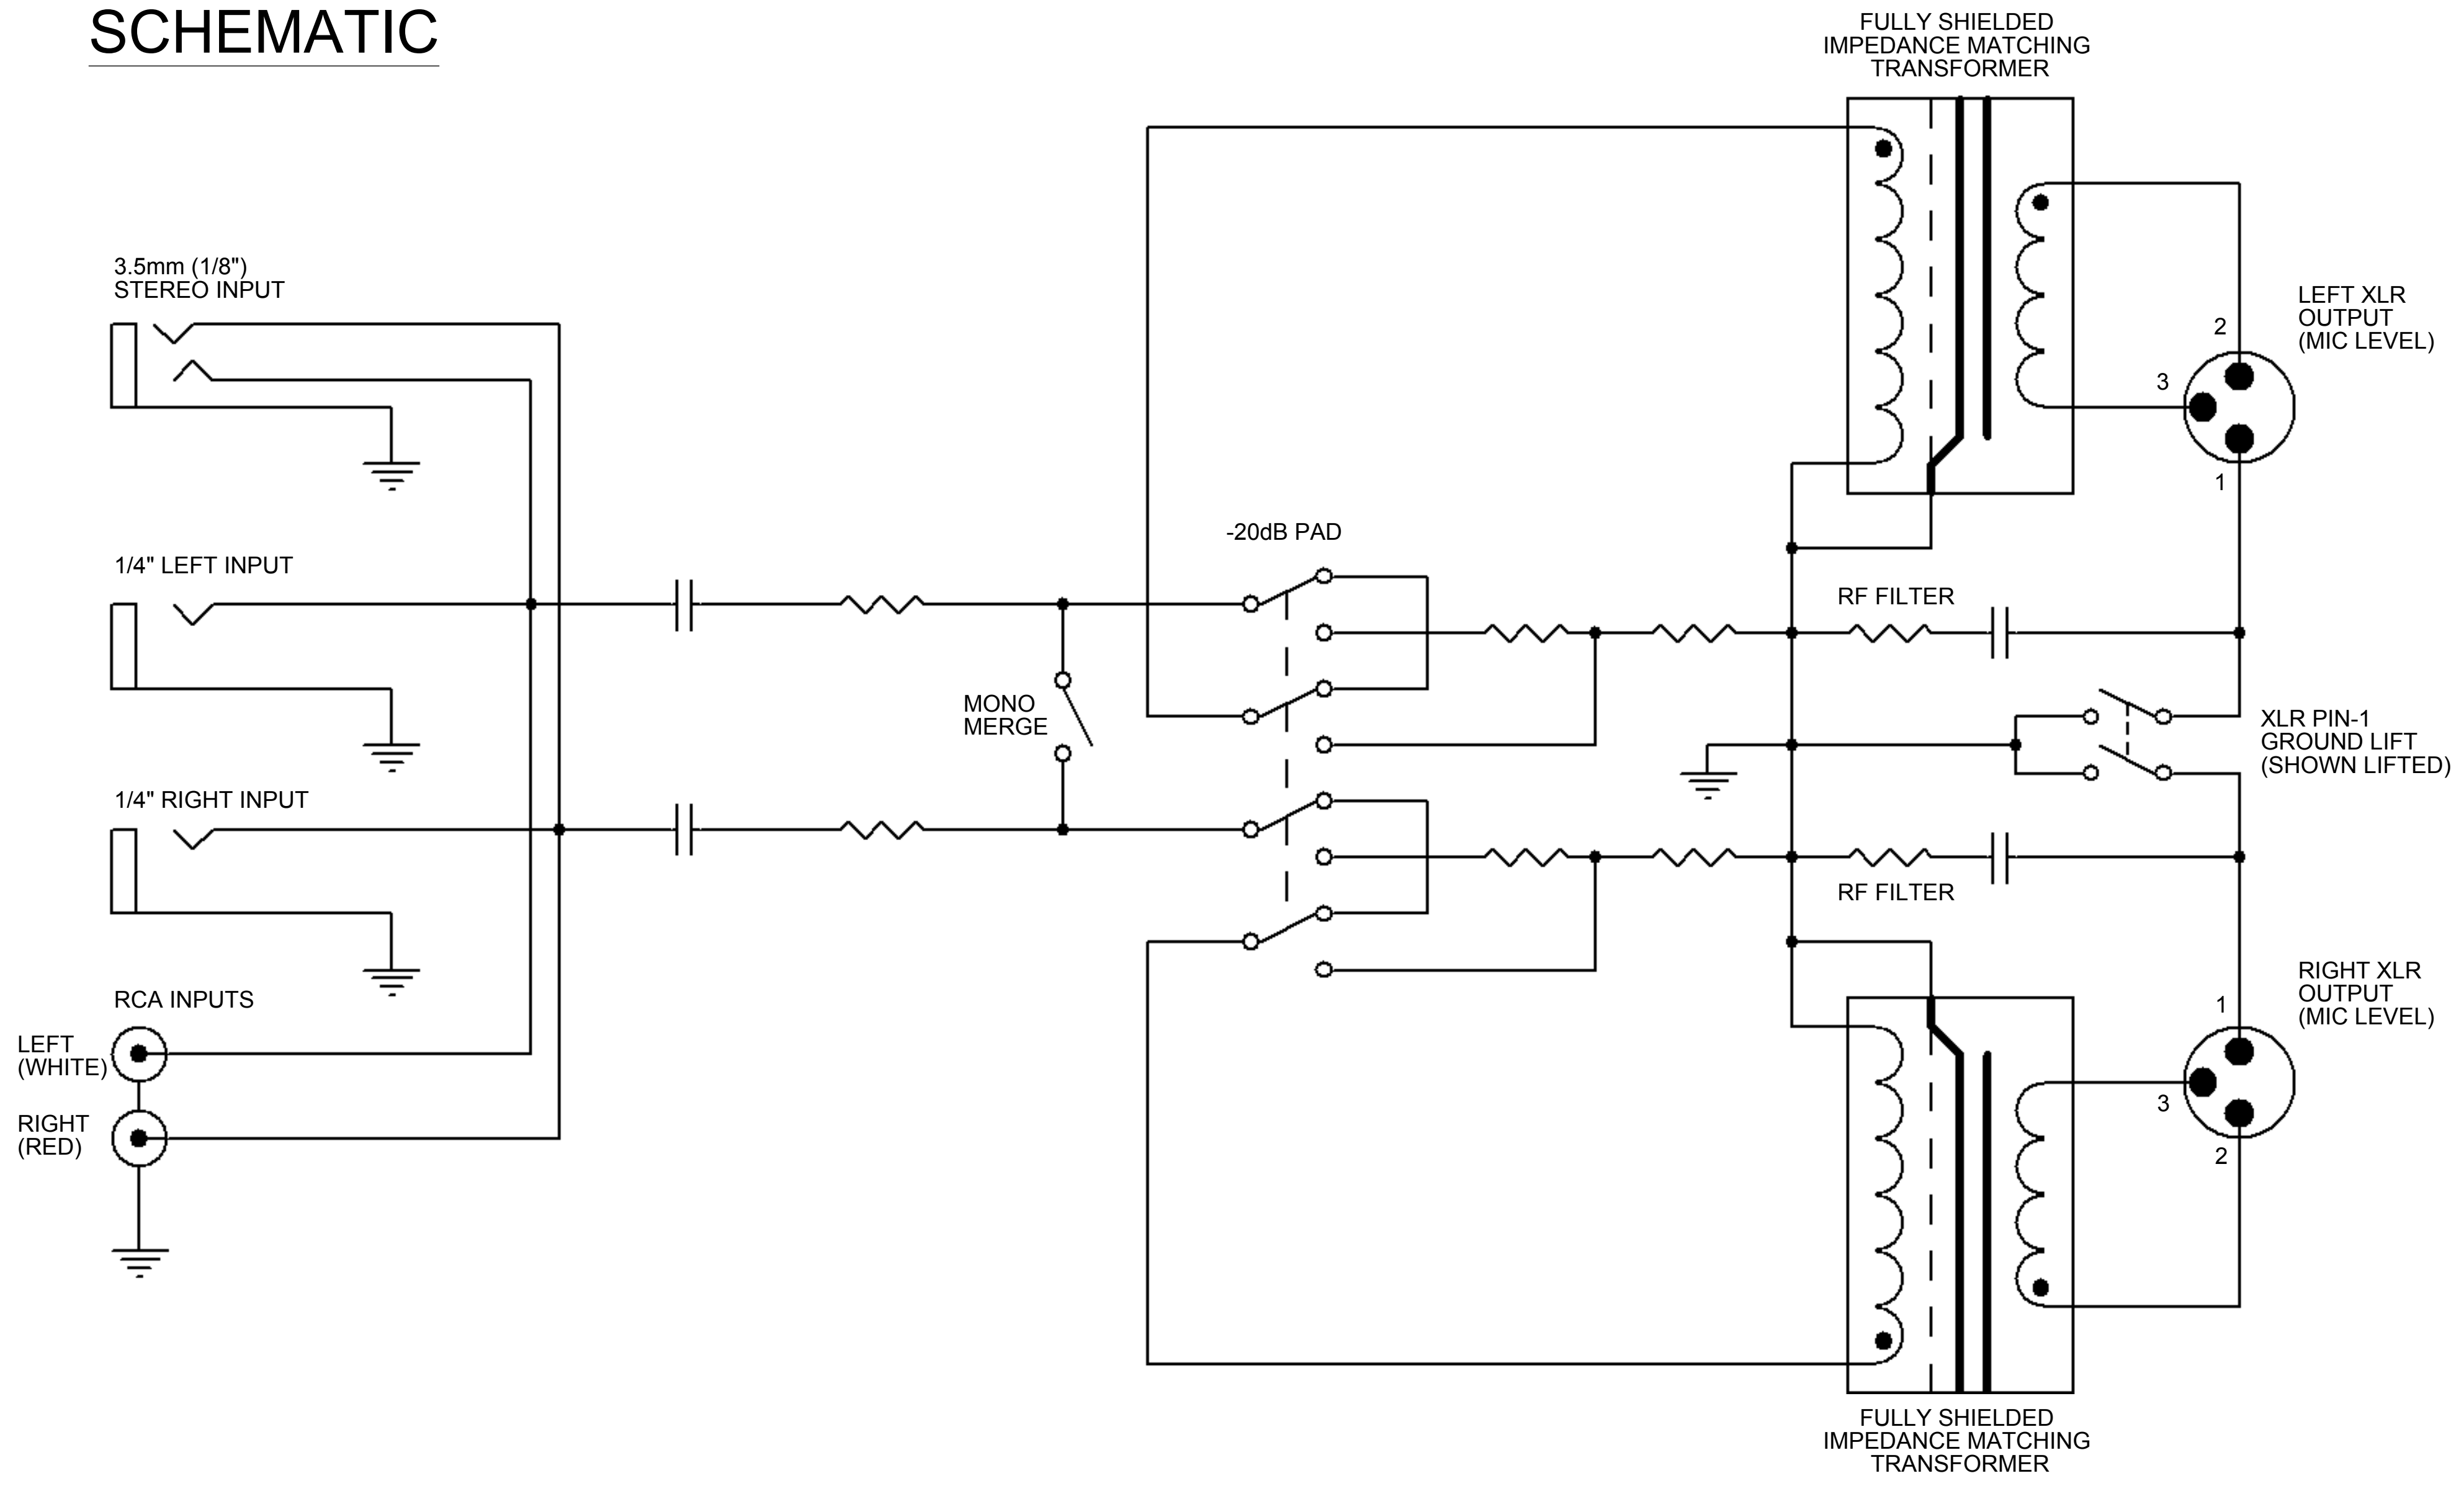 SCHEMATIC
FULLY SHIELDED
IMPEDANCE MATCHING
TRANSFORMER
3.5mm (1/8")
STEREO INPUT
LEFT XLR
OUTPUT
(MIC LEVEL)
2
3
1
-20dB PAD
1/4" LEFT INPUT
RF FILTER
MONO
MERGE
XLR PIN-1
GROUND LIFT
(SHOWN LIFTED)
1/4" RIGHT INPUT
RF FILTER
RCA INPUTS
LEFT
(WHITE)
RIGHT
(RED)
RIGHT XLR
OUTPUT
(MIC LEVEL)
1
3
2
FULLY SHIELDED
IMPEDANCE MATCHING
TRANSFORMER